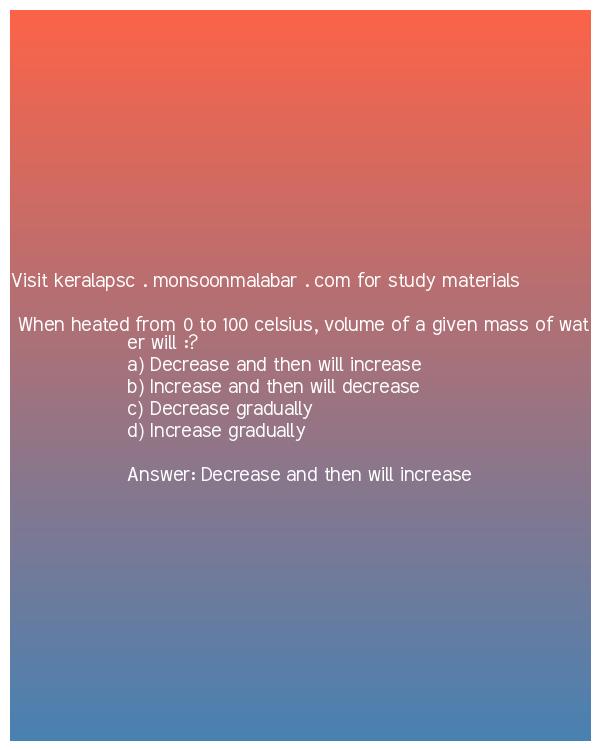 Visit keralapsc . monsoonmalabar . com for study materials
When heated from 0 to 100 celsius, volume of a given mass of wat
er will :?
a) Decrease and then will increase
b) Increase and then will decrease
c) Decrease gradually
d) Increase gradually
Answer: Decrease and then will increase